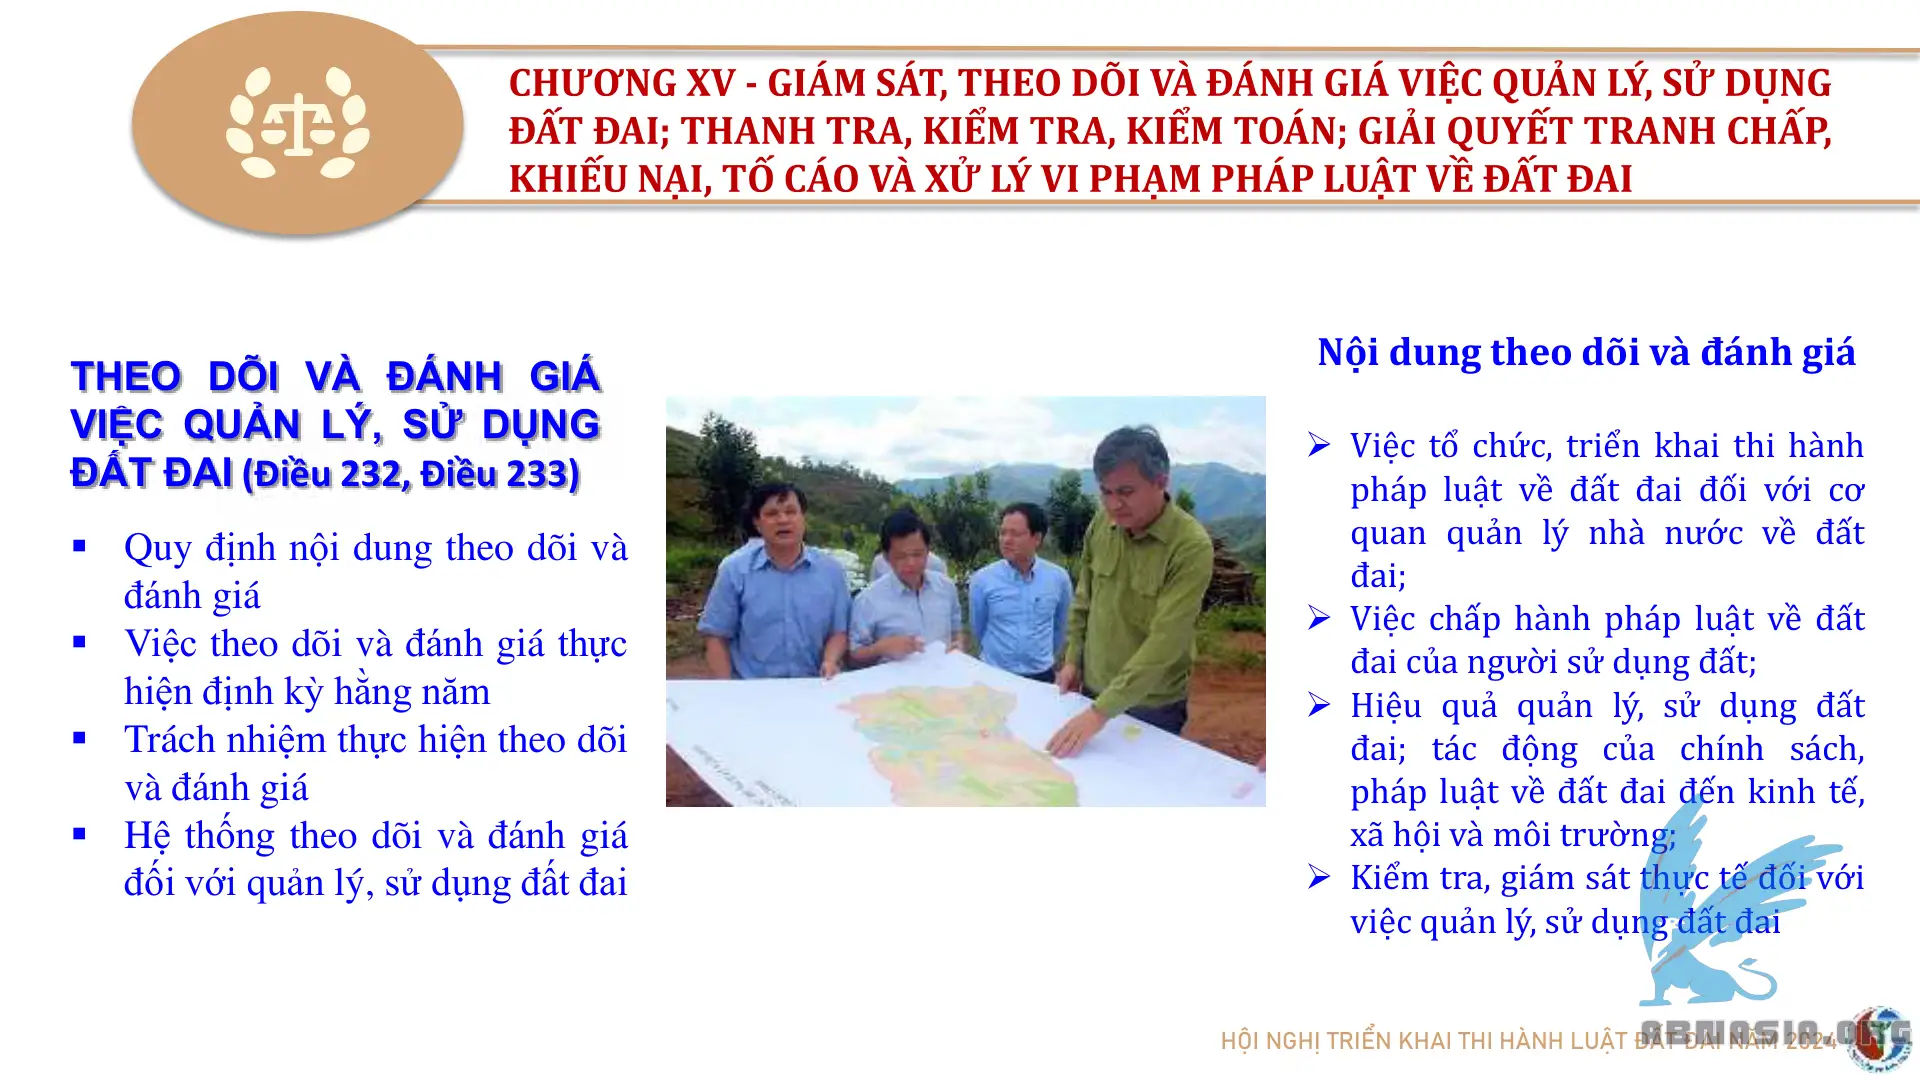 CHƯƠNG XV - GIÁM SÁT, THEO DÕI VÀ ĐÁNH GIÁ VIỆC QUẢN LÝ, SỬ DỤNG
ĐẤT ĐAI; THANH TRA, KIỂM TRA, KIỂM TOÁN; GIẢI QUYẾT TRANH CHẤP,
KHIẾU NẠI, TỐ CÁO VÀ XỬ LÝ VI PHẠM PHÁP LUẬT VỀ ĐẤT ĐAI
THEO DÕI VÀ ĐÁNH GIÁ
VIỆC QUẢN LÝ, SỬ DỤNG
ĐẤT ĐAI (Điều 232, Điều 233)
▪ Quy định nội dung theo dõi và
đánh giá
▪ Việc theo dõi và đánh giá thực
hiện định kỳ hằng năm
▪ Trách nhiệm thực hiện theo dõi
và đánh giá
▪ Hệ thống theo dõi và đánh giá
đối với quản lý, sử dụng đất đai
Nội dung theo dõi và đánh giá
➢ Việc tổ chức, triển khai thi hành
pháp luật về đất đai đối với cơ
quan quản lý nhà nước về đất
đai;
➢ Việc chấp hành pháp luật về đất
đai của người sử dụng đất;
➢ Hiệu quả quản lý, sử dụng đất
đai; tác động của chính sách,
pháp luật về đất đai đến kinh tế,
xã hội và môi trường;
➢ Kiểm tra, giám sát thực tế đối với
việc quản lý, sử dụng đất đai
HỘI NGHỊ TRIỂN KHAI THI HÀNH LUẬT ĐẤT ĐAI NĂM 2024
ABMASIA.ORG